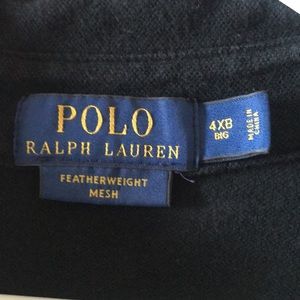 POLO
RALPH LAUREN
FEATHERWEIGHT
MESH
4XB
BIG
MADE IN
CHINA